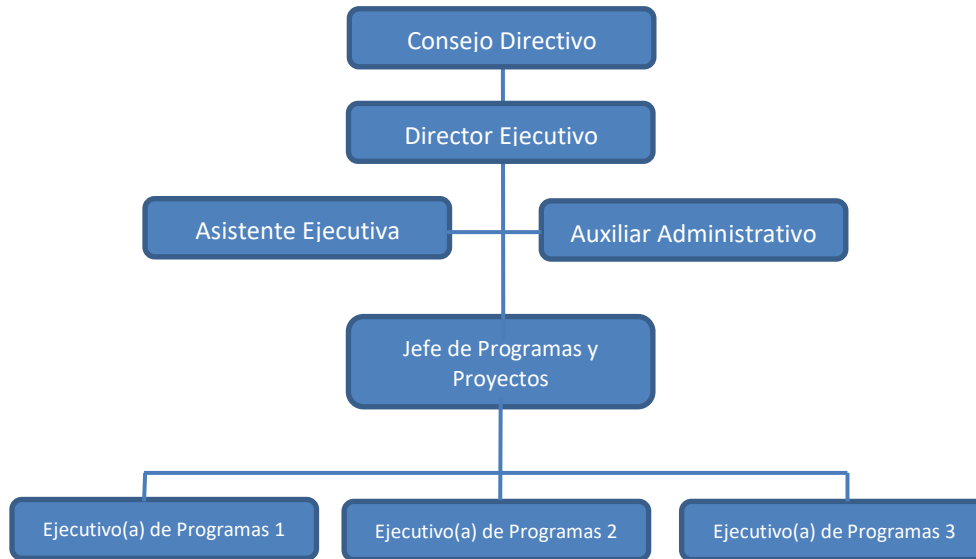 Consejo Directivo
Director Ejecutivo
Asistente Ejecutiva
Auxiliar Administrativo
Jefe de Programas y
Proyectos
Ejecutivo(a) de Programas 1
Ejecutivo(a) de Programas 2
Ejecutivo(a) de Programas 3